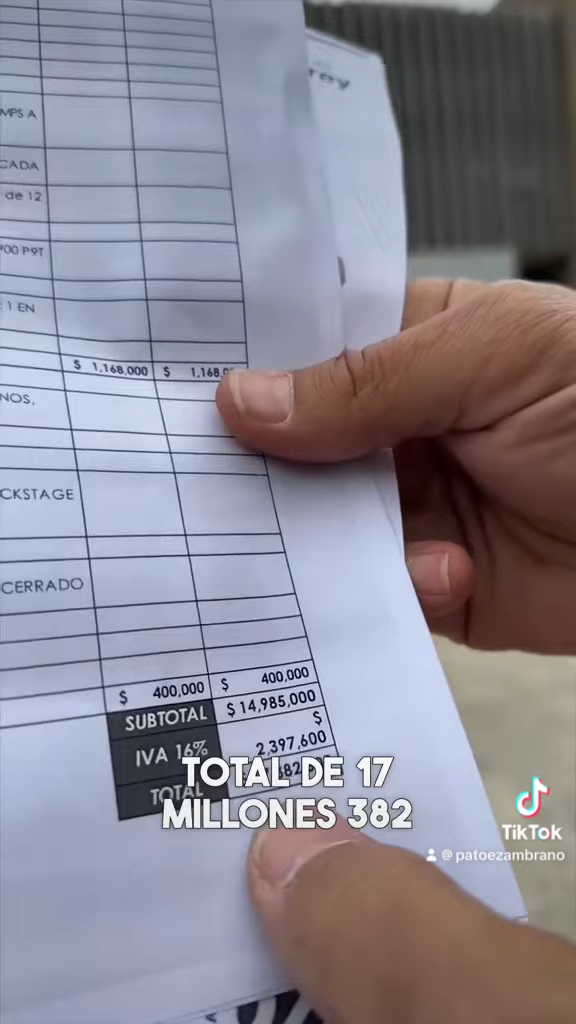 rey
MPS A
CADA
de 12
900 P9T
1 EN
$ 1,168,000 $ 1,168,0
NOS,
CKSTAGE
CERRADO
$ 400,000 $ 400,000
SUBTOTAL $ 14,985,000
IVA 16% $ 2,397,600
TOTAL 682
TOTAL DE 17
MILLONES 382
TikTok
@patoezambrano